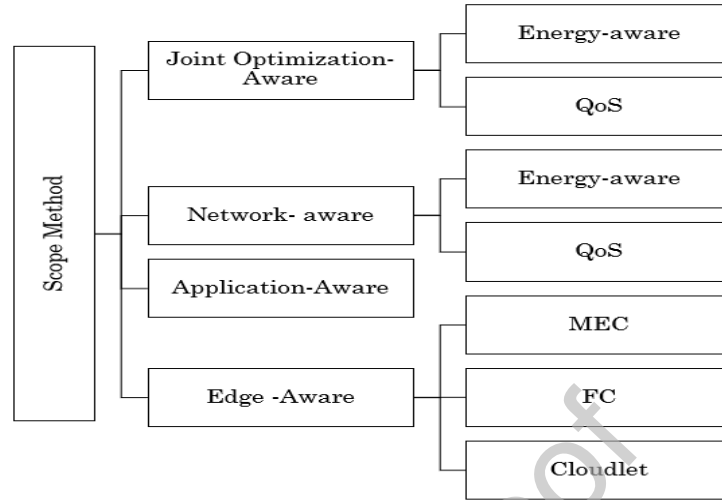 Scope Method
Joint Optimization-
Aware
Energy-aware
QoS
Network- aware
Energy-aware
QoS
Application-Aware
Edge -Aware
MEC
FC
Cloudlet
oof